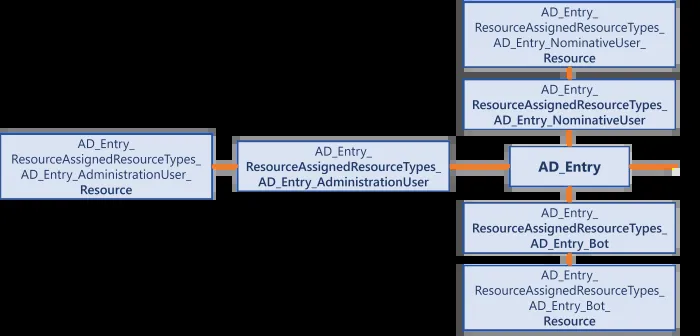 AD_Entry_
ResourceAssignedResourceTypes_
AD_Entry_NominativeUser_
Resource
AD_Entry_
ResourceAssignedResourceTypes_
AD_Entry_NominativeUser
AD_Entry_
ResourceAssignedResourceTypes_
AD_Entry_AdministrationUser_
Resource
AD_Entry_
ResourceAssignedResourceTypes_
AD_Entry_AdministrationUser
AD_Entry
AD_Entry_
ResourceAssignedResourceTypes_
AD_Entry_Bot
AD_Entry_
ResourceAssignedResourceTypes_
AD_Entry_Bot_
Resource